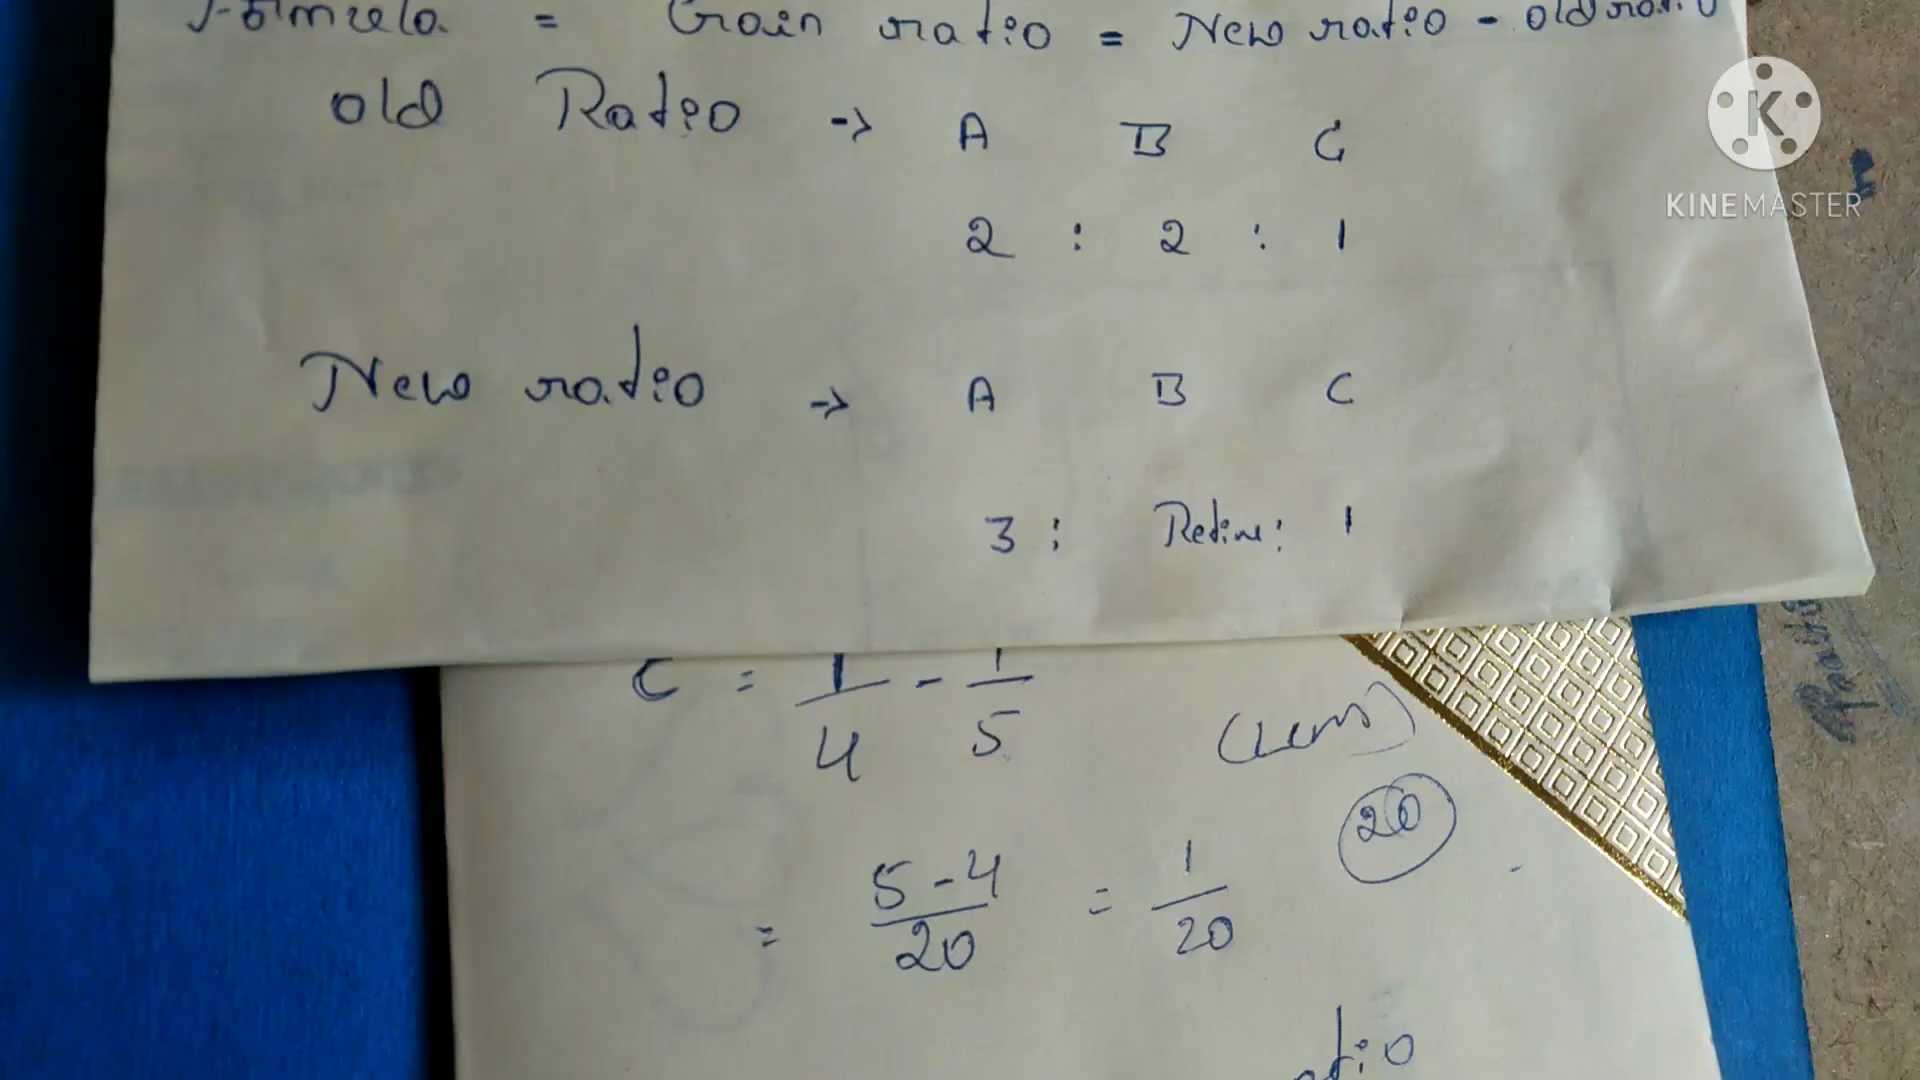 Formula = Gain ratio = New ratio - old ratio
old Ratio -> A B C
2 : 2 : 1
K
KINEMASTER
New ratio -> A B C
3 : Retire : 1
C = 1/4 - 1/5
(Lcm)
20
= 5-4/20 = 1/20